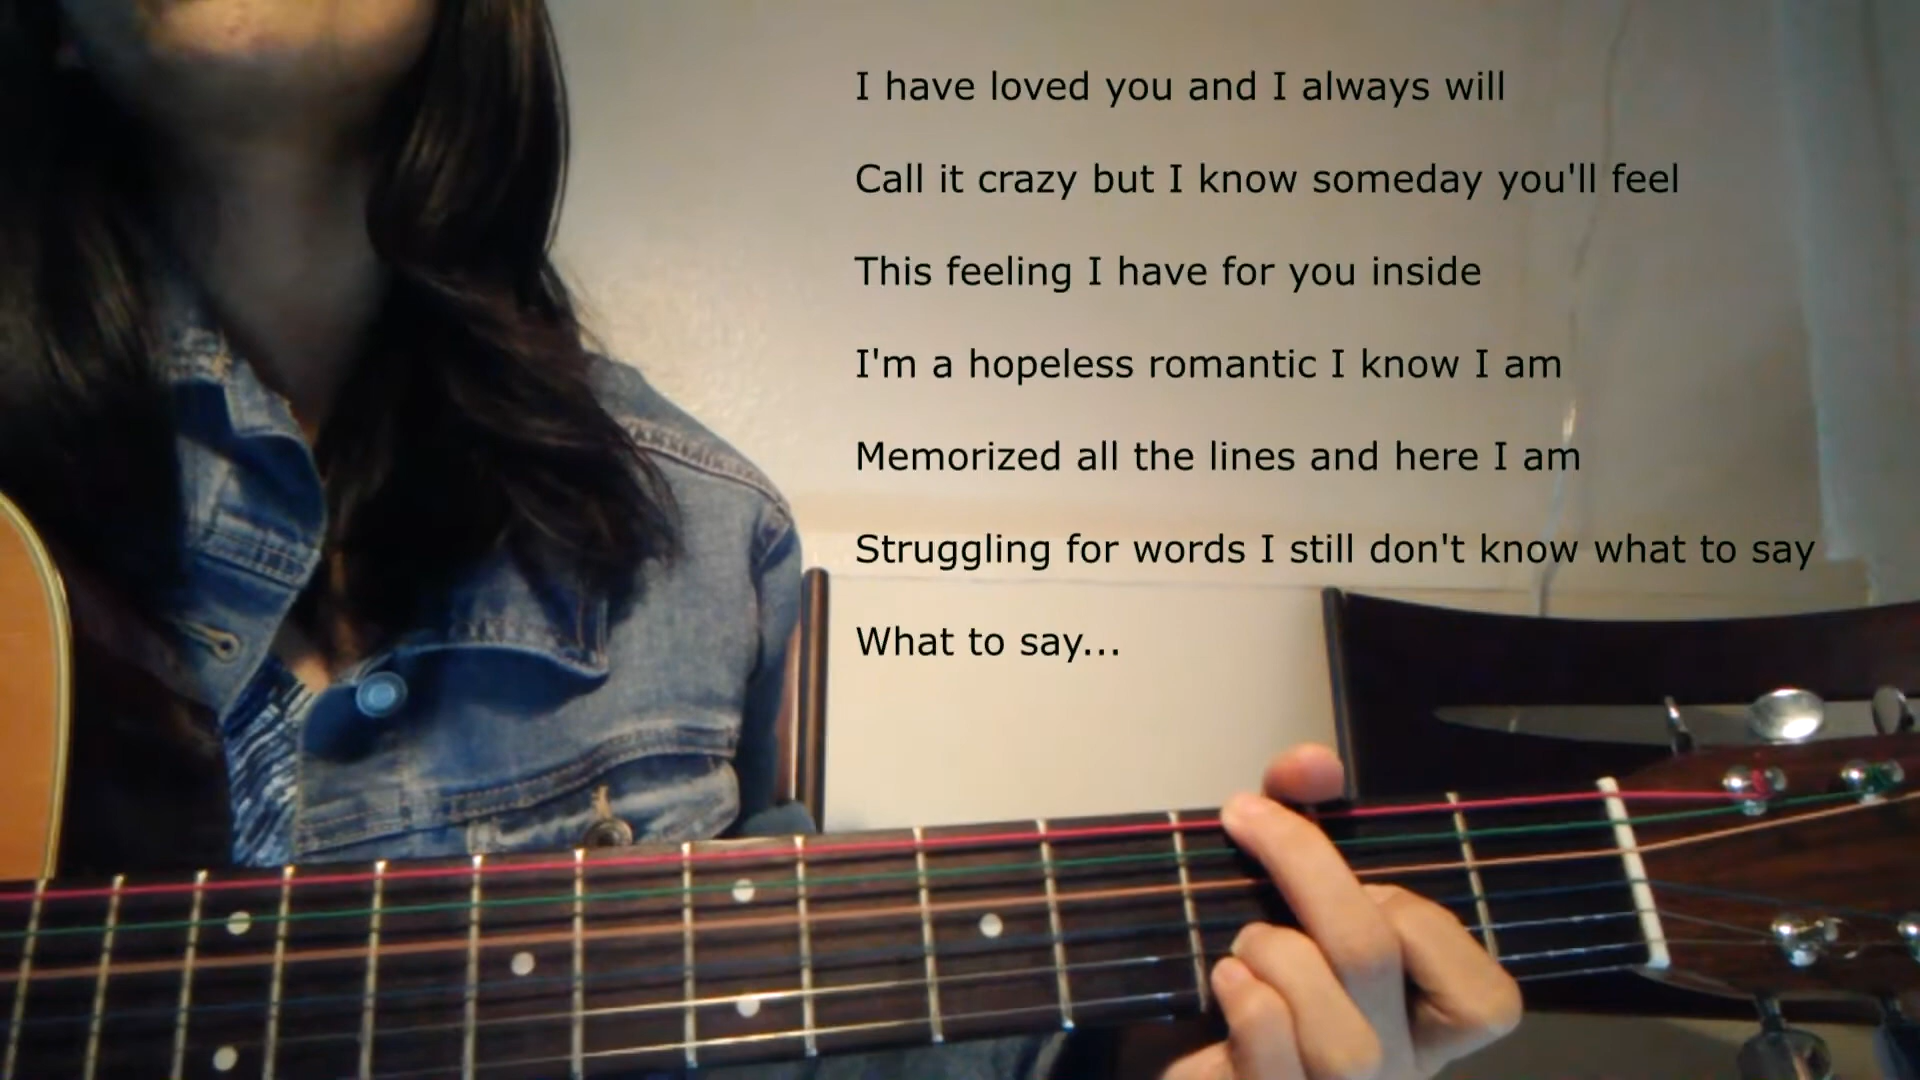 I have loved you and I always will
Call it crazy but I know someday you'll feel
This feeling I have for you inside
I'm a hopeless romantic I know I am
Memorized all the lines and here I am
Struggling for words I still don't know what to say
What to say...